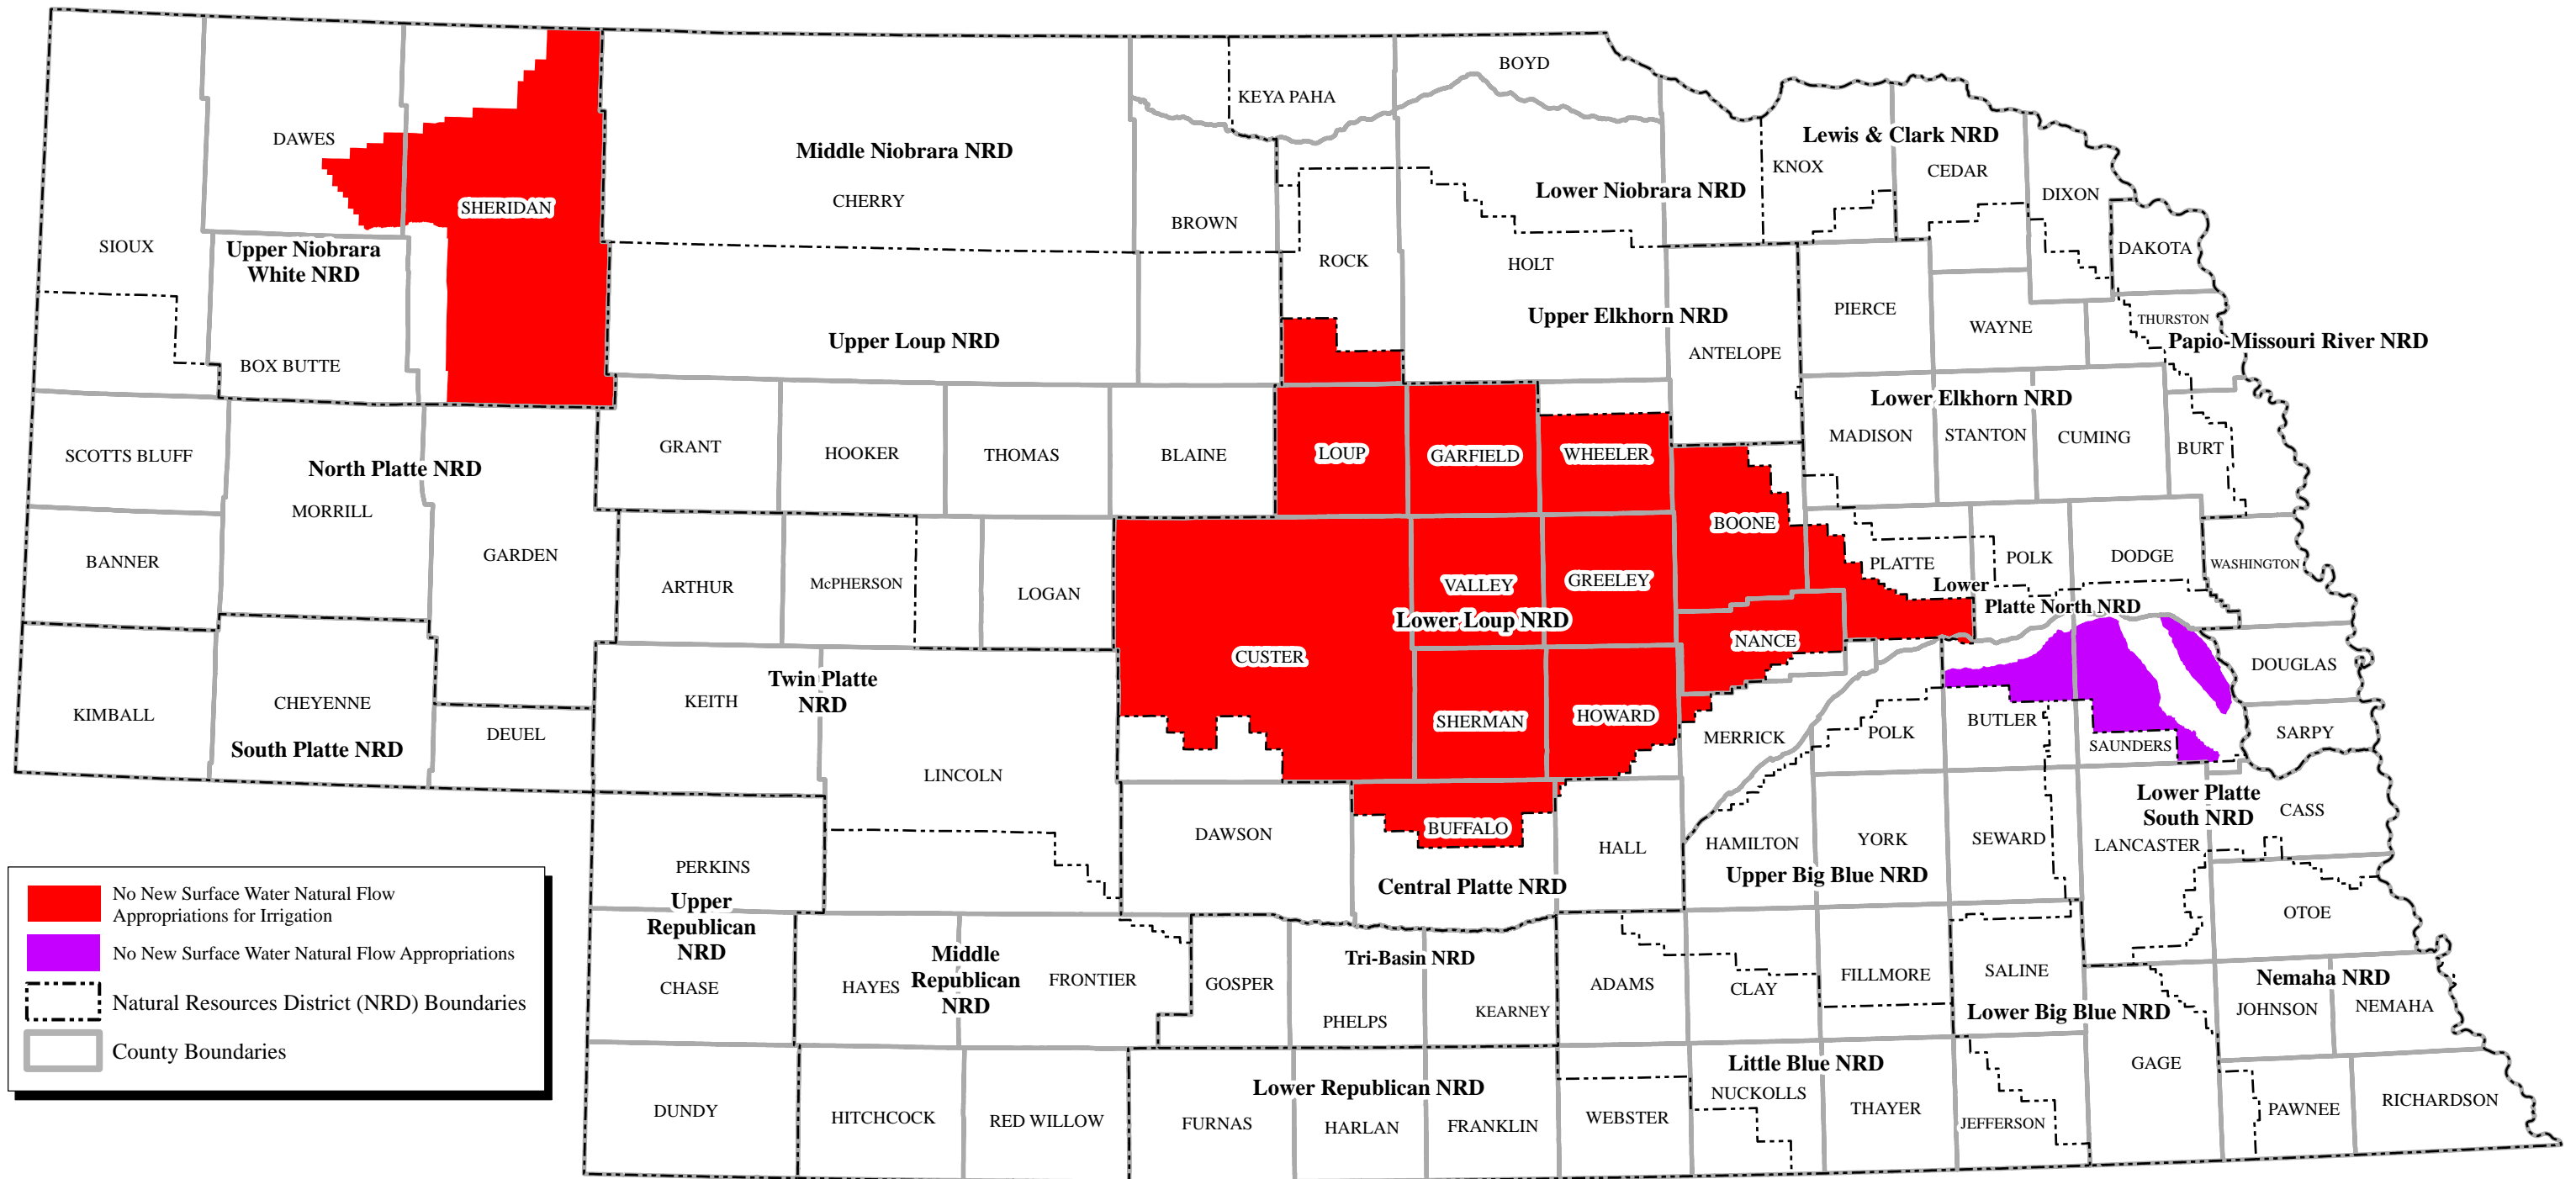 BOYD
KEYA PAHA
DAWES
Middle Niobrara NRD
Lewis & Clark NRD
KNOX
CEDAR
CHERRY
Lower Niobrara NRD
DIXON
SHERIDAN
BROWN
SIOUX
Upper Niobrara
White NRD
ROCK
HOLT
DAKOTA
PIERCE
Upper Elkhorn NRD
THURSTON
WAYNE
Upper Loup NRD
Papio-Missouri River NRD
ANTELOPE
BOX BUTTE
Lower Elkhorn NRD
SCOTTS BLUFF
GRANT
HOOKER
THOMAS
BLAINE
LOUP
GARFIELD
WHEELER
MADISON
STANTON
CUMING
BURT
North Platte NRD
MORRILL
BOONE
GARDEN
BANNER
PLATTE
POLK
DODGE
WASHINGTON
ARTHUR
McPHERSON
LOGAN
VALLEY
GREELEY
Lower
Platte North NRD
Lower Loup NRD
NANCE
CUSTER
DOUGLAS
Twin Platte
NRD
KEITH
KIMBALL
CHEYENNE
DEUEL
SHERMAN
HOWARD
MERRICK
POLK
BUTLER
SAUNDERS
SARPY
South Platte NRD
LINCOLN
Lower Platte
South NRD
CASS
DAWSON
BUFFALO
HALL
HAMILTON
YORK
SEWARD
LANCASTER
PERKINS
Central Platte NRD
Upper Big Blue NRD
Upper
Republican
NRD
OTOE
No New Surface Water Natural Flow
Appropriations for Irrigation
No New Surface Water Natural Flow Appropriations
Natural Resources District (NRD) Boundaries
County Boundaries
CHASE
HAYES
Middle
Republican
NRD
FRONTIER
GOSPER
Tri-Basin NRD
PHELPS
KEARNEY
ADAMS
CLAY
FILLMORE
SALINE
Lower Big Blue NRD
Nemaha NRD
JOHNSON
NEMAHA
GAGE
Little Blue NRD
NUCKOLLS
Lower Republican NRD
DUNDY
HITCHCOCK
RED WILLOW
FURNAS
HARLAN
FRANKLIN
WEBSTER
THAYER
JEFFERSON
PAWNEE
RICHARDSON